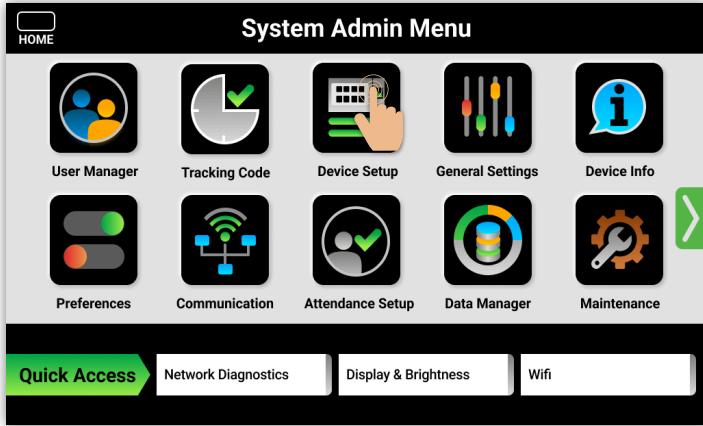 HOME
System Admin Menu
User Manager
Tracking Code
Device Setup
General Settings
Device Info
Preferences
Communication
Attendance Setup
Data Manager
Maintenance
Quick Access
Network Diagnostics
Display & Brightness
Wifi